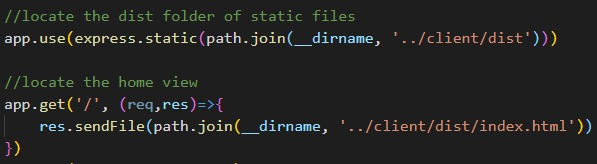 //locate the dist folder of static files
app.use(express.static(path.join(__dirname, '../client/dist')))
//locate the home view
app.get('/', (req,res)=>{
res.sendFile(path.join(__dirname, '../client/dist/index.html'))
})